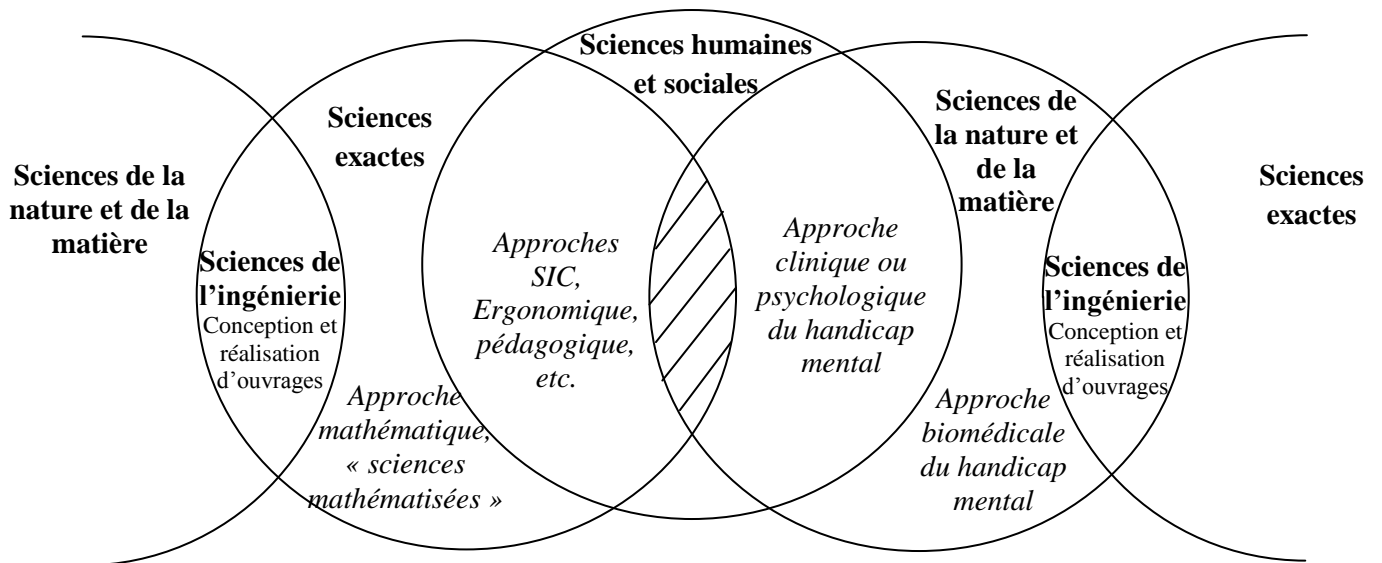 Sciences humaines
et sociales
Sciences de la
nature et de la
matière
Sciences
exactes
Sciences de
l’ingénierie
Conception et
réalisation
d’ouvrages
Approche
mathématique,
« sciences
mathématisées »
Approches
SIC,
Ergonomique,
pédagogique,
etc.
Approche
clinique ou
psychologique
du handicap
mental
Sciences de
la nature et
de la
matière
Approche
biomédicale
du handicap
mental
Sciences de
l’ingénierie
Conception et
réalisation
d’ouvrages
Sciences
exactes